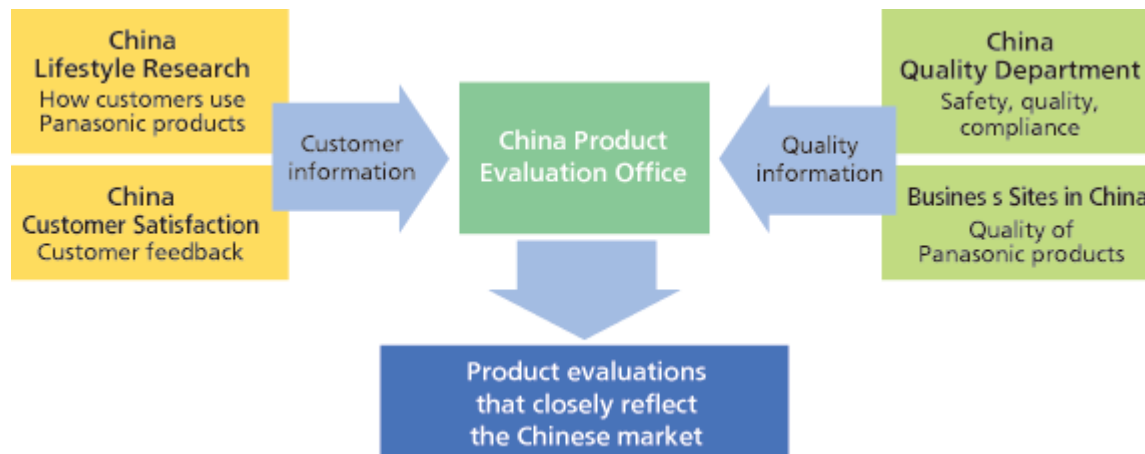 China
Lifestyle Research
How customers use
Panasonic products
China
Customer Satisfaction
Customer feedback
Customer
information
China Product
Evaluation Office
Quality
information
China
Quality Department
Safety, quality,
compliance
Busines s Sites in China
Quality of
Panasonic products
Product evaluations
that closely reflect
the Chinese market